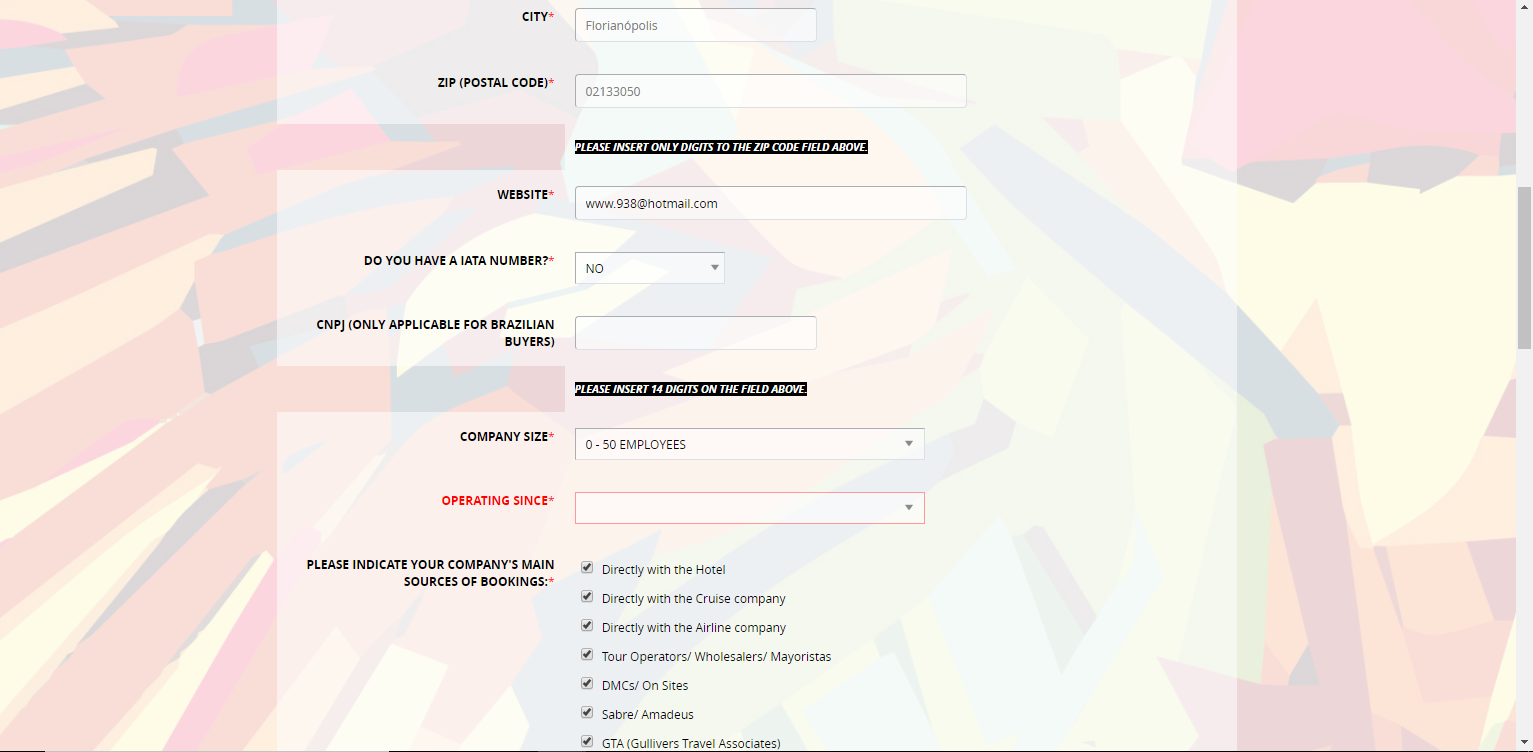 CITY*
Florianópolis
ZIP (POSTAL CODE)*
02133050
PLEASE INSERT ONLY DIGITS TO THE ZIP CODE FIELD ABOVE.
WEBSITE*
www.938@hotmail.com
DO YOU HAVE A IATA NUMBER?*
NO
CNPJ (ONLY APPLICABLE FOR BRAZILIAN
BUYERS)
PLEASE INSERT 14 DIGITS ON THE FIELD ABOVE.
COMPANY SIZE*
0 - 50 EMPLOYEES
OPERATING SINCE*
PLEASE INDICATE YOUR COMPANY'S MAIN
SOURCES OF BOOKINGS:*
Directly with the Hotel
Directly with the Cruise company
Directly with the Airline company
Tour Operators/ Wholesalers/ Mayoristas
DMCs/ On Sites
Sabre/ Amadeus
GTA (Gullivers Travel Associates)